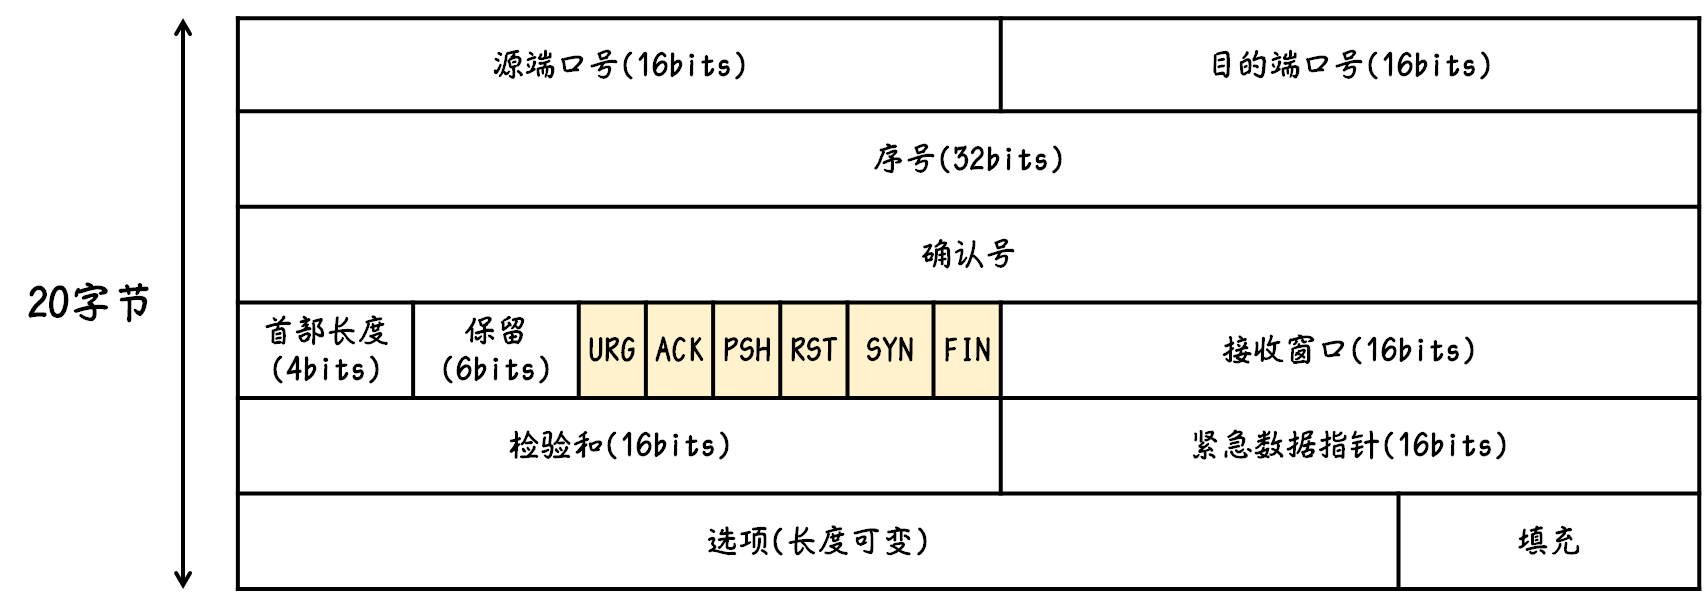 源端口号(16bits)
目的端口号(16bits)
序号(32bits)
确认号
20字节
首部长度
(4bits)
保留
(6bits)
URG
ACK
PSH
RST
SYN
FIN
接收窗口(16bits)
检验和(16bits)
紧急数据指针(16bits)
选项(长度可变)
填充